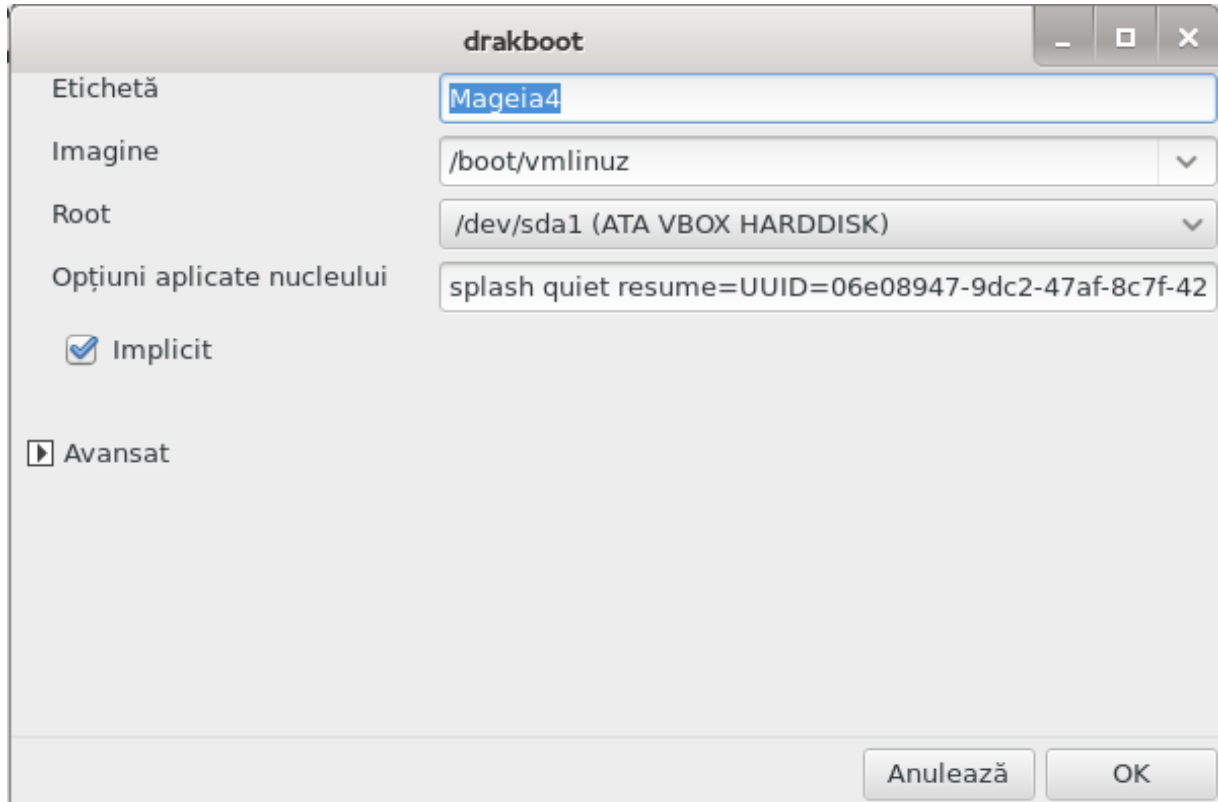 drakboot
Etichetă Mageia4
Imagine /boot/vmlinuz
Root /dev/sda1 (ATA VBOX HARDDISK)
Opțiuni aplicate nucleului splash quiet resume=UUID=06e08947-9dc2-47af-8c7f-42
Implicit
Avansat
Anulează OK